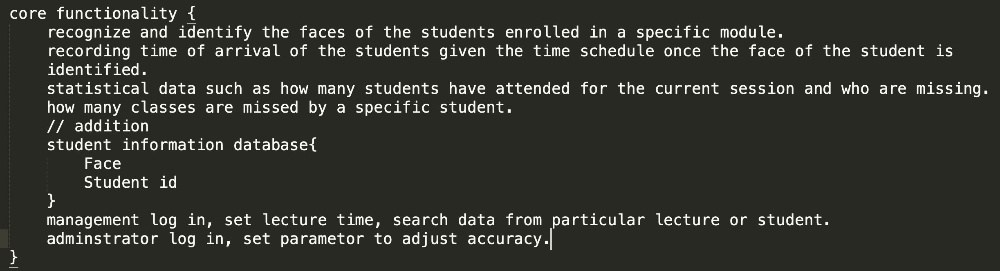 core functionality {
recognize and identify the faces of the students enrolled in a specific module.
recording time of arrival of the students given the time schedule once the face of the student is
identified.
statistical data such as how many students have attended for the current session and who are missing.
how many classes are missed by a specific student.
// addition
student information database{
Face
Student id
}
management log in, set lecture time, search data from particular lecture or student.
adminstrator log in, set parametor to adjust accuracy.
}